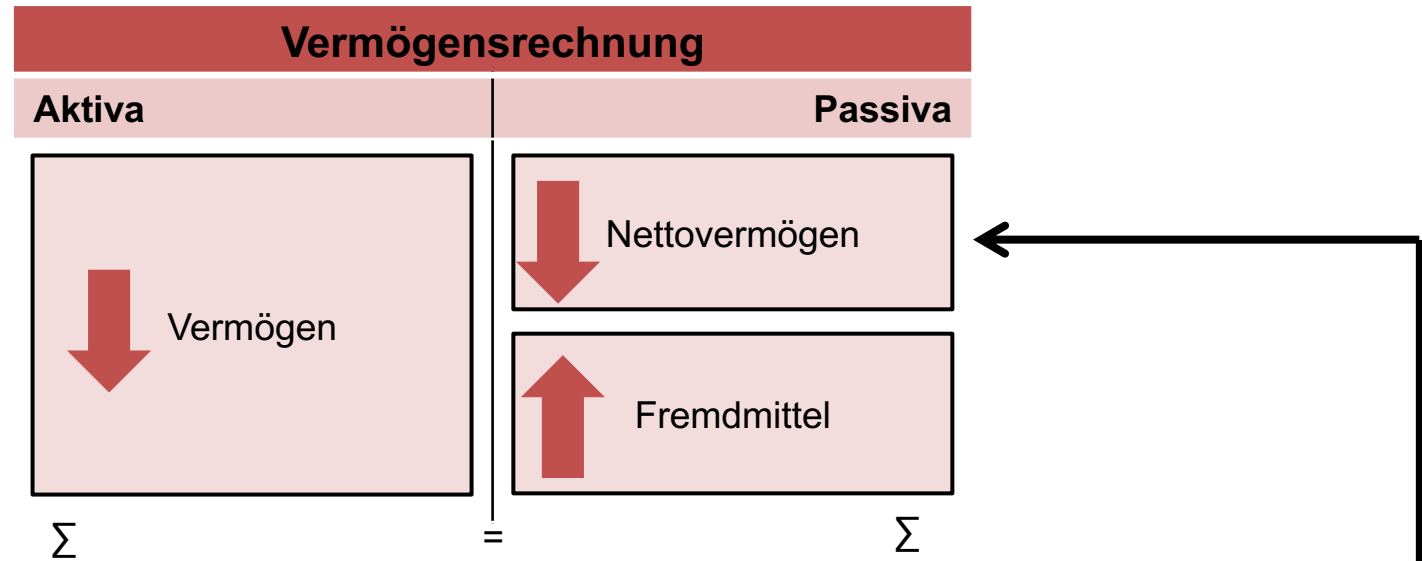 Vermögensrechnung
Aktiva
Passiva
Vermögen
Nettovermögen
Fremdmittel
∑ = ∑